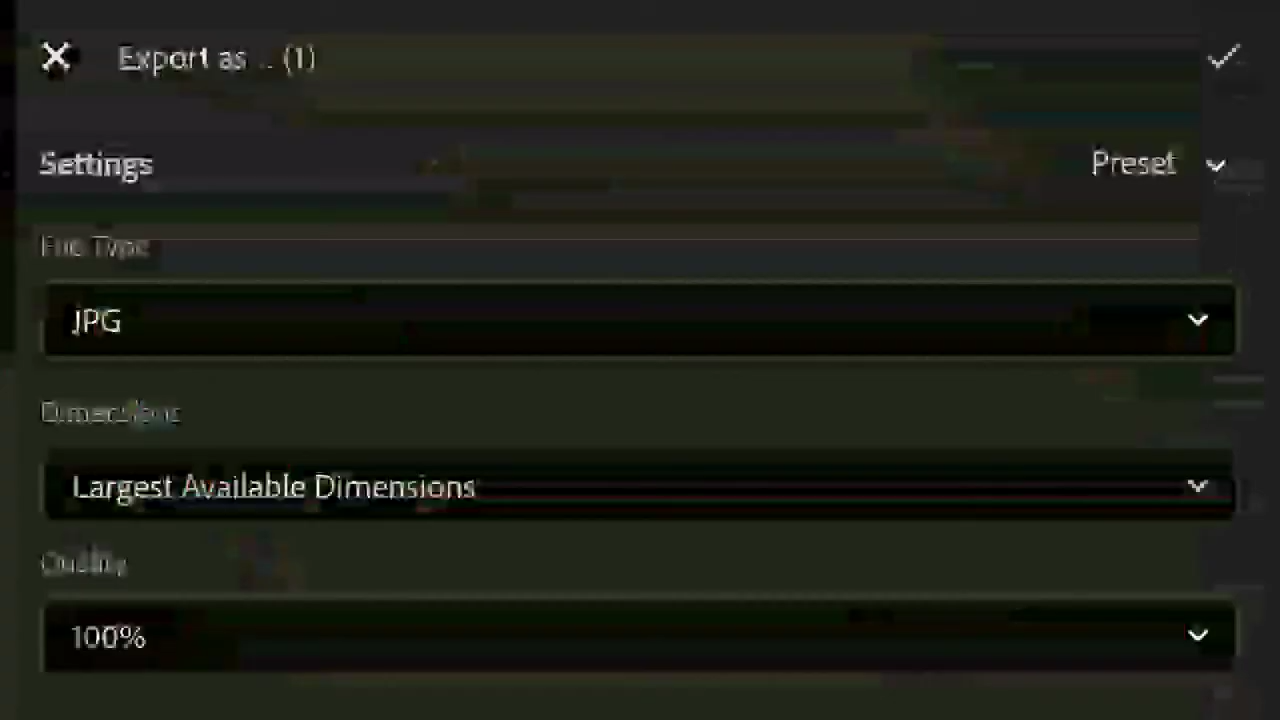 Export as ... (1)
Settings
Preset
File Type
JPG
Dimensions
Largest Available Dimensions
Quality
100%